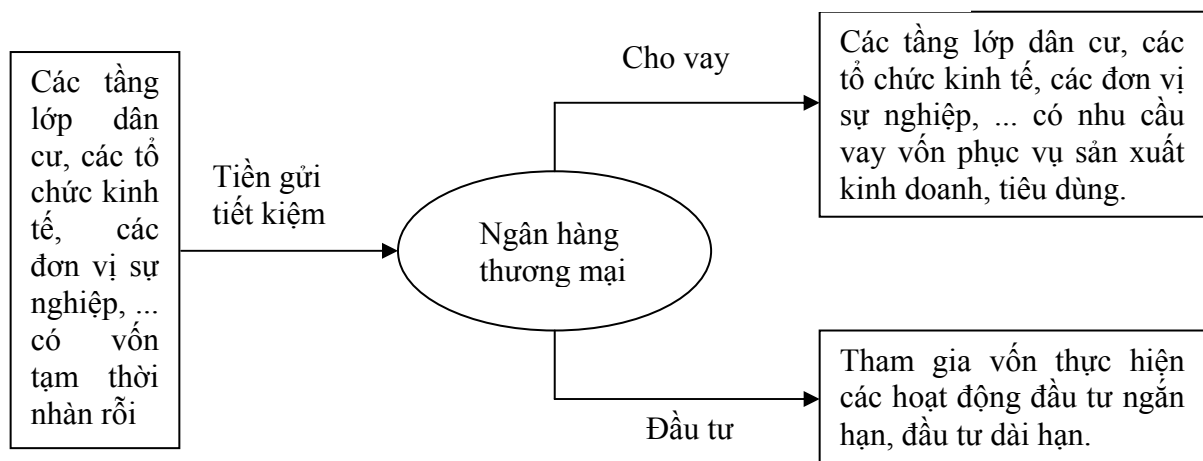 Các tầng
lớp dân
cư, các tổ
chức kinh
tế, các
đơn vị sự
nghiệp, ...
có vốn
tạm thời
nhàn rỗi
Tiền gửi
tiết kiệm
Ngân hàng
thương mại
Cho vay
Các tầng lớp dân cư, các
tổ chức kinh tế, các đơn vị
sự nghiệp, ... có nhu cầu
vay vốn phục vụ sản xuất
kinh doanh, tiêu dùng.
Đầu tư
Tham gia vốn thực hiện
các hoạt động đầu tư ngắn
hạn, đầu tư dài hạn.